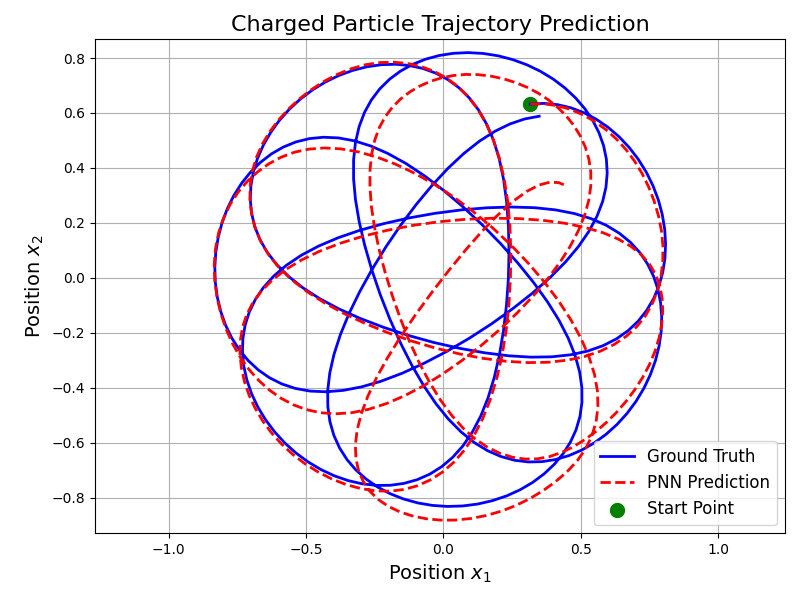 Charged Particle Trajectory Prediction
Position x₂
0.8
0.6
0.4
0.2
0.0
−0.2
−0.4
−0.6
−0.8
−1.0
−0.5
0.0
0.5
1.0
Position x₁
Ground Truth
PNN Prediction
Start Point